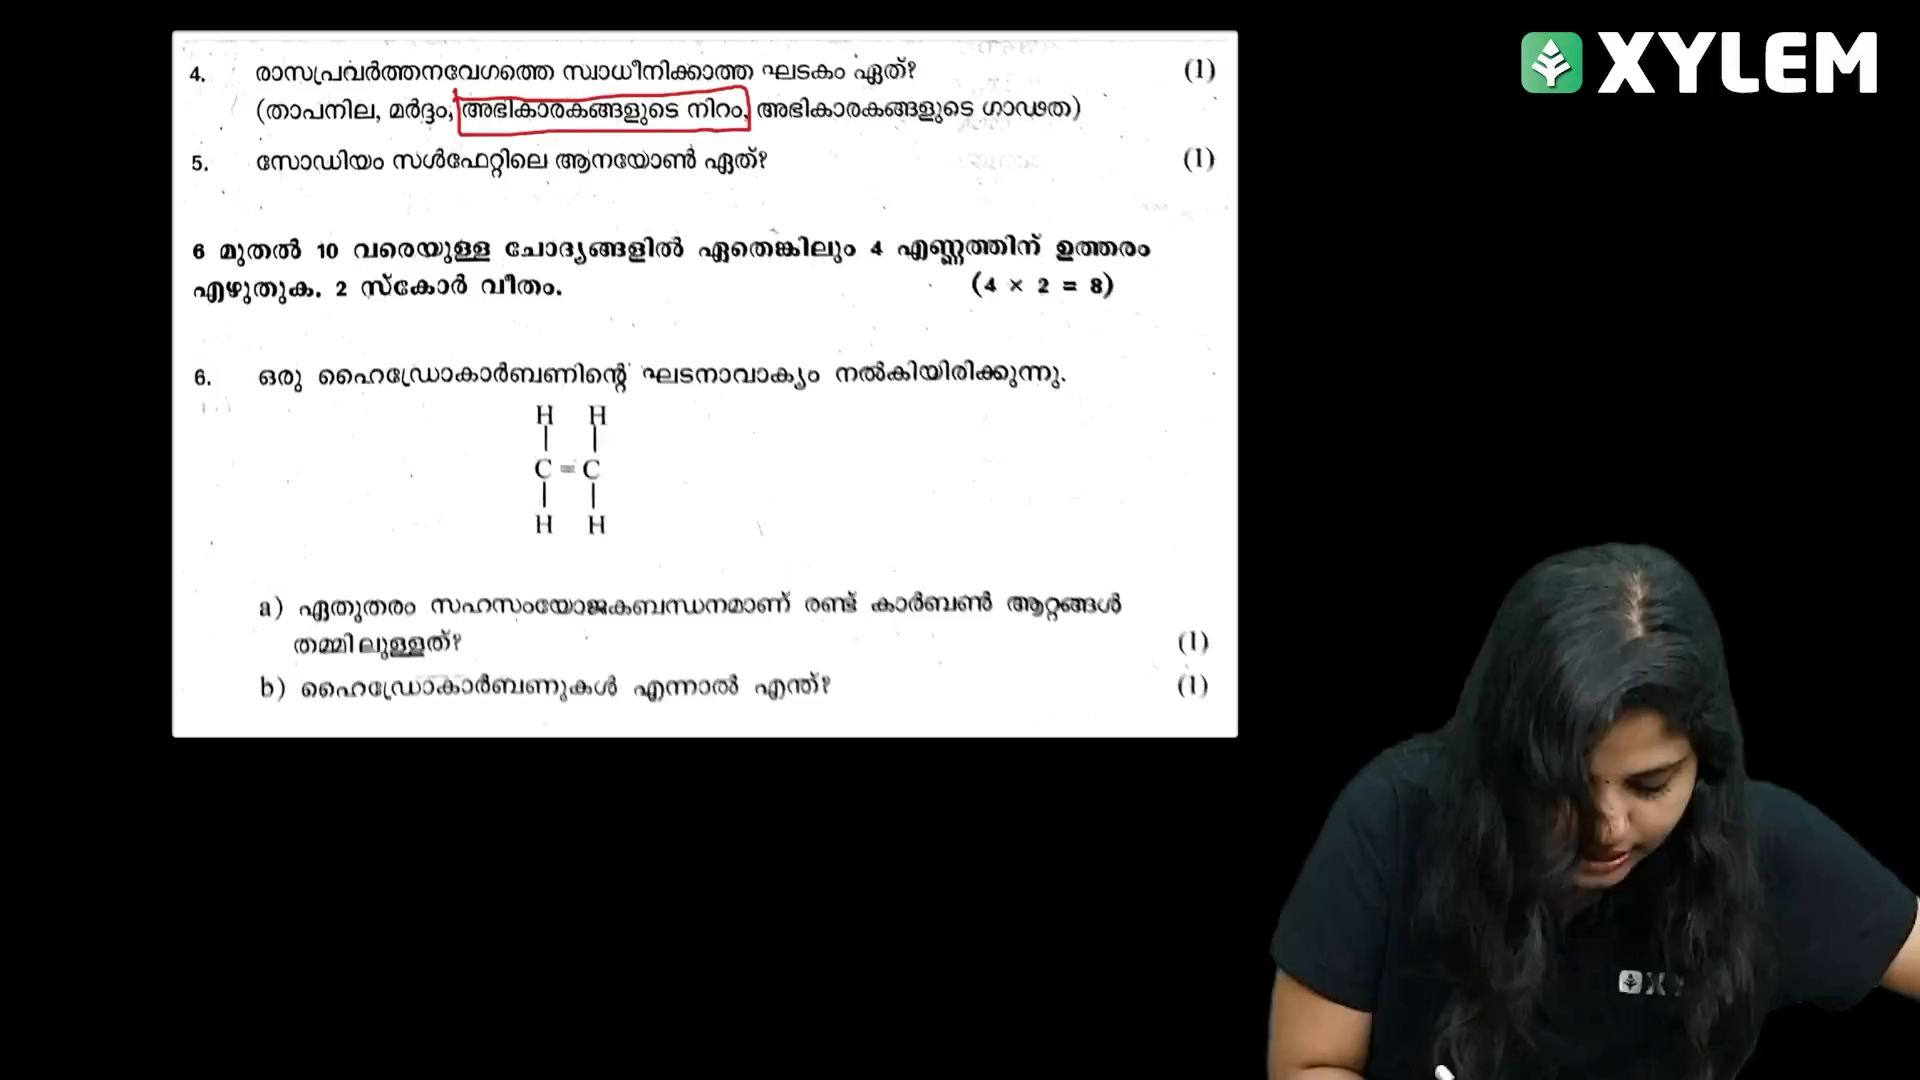 XYLEM
4. രാസപ്രവർത്തനവേഗത്തെ സ്വാധീനിക്കാത്ത ഘടകം ഏത്? (1)
(താപനില, മർദ്ദം, അഭികാരകങ്ങളുടെ നിറം, അഭികാരകങ്ങളുടെ ഗാഢത)
5. സോഡിയം സൾഫേറ്റിലെ ആനയോൺ ഏത്? (1)
6 മുതൽ 10 വരെയുള്ള ചോദ്യങ്ങളിൽ ഏതെങ്കിലും 4 എണ്ണത്തിന് ഉത്തരം
എഴുതുക. 2 സ്കോർ വീതം. (4 × 2 = 8)
6. ഒരു ഹൈഡ്രോകാർബണിന്റെ ഘടനാവാക്യം നൽകിയിരിക്കുന്നു.
H H
C = C
H H
a) ഏതുതരം സഹസംയോജകബന്ധനമാണ് രണ്ട് കാർബൺ ആറ്റങ്ങൾ
തമ്മിലുള്ളത്? (1)
b) ഹൈഡ്രോകാർബണുകൾ എന്നാൽ എന്ത്? (1)